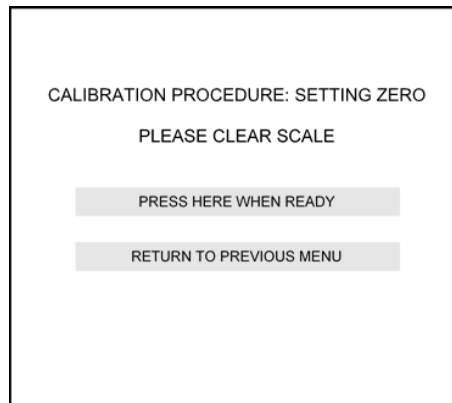 CALIBRATION PROCEDURE: SETTING ZERO
PLEASE CLEAR SCALE
PRESS HERE WHEN READY
RETURN TO PREVIOUS MENU